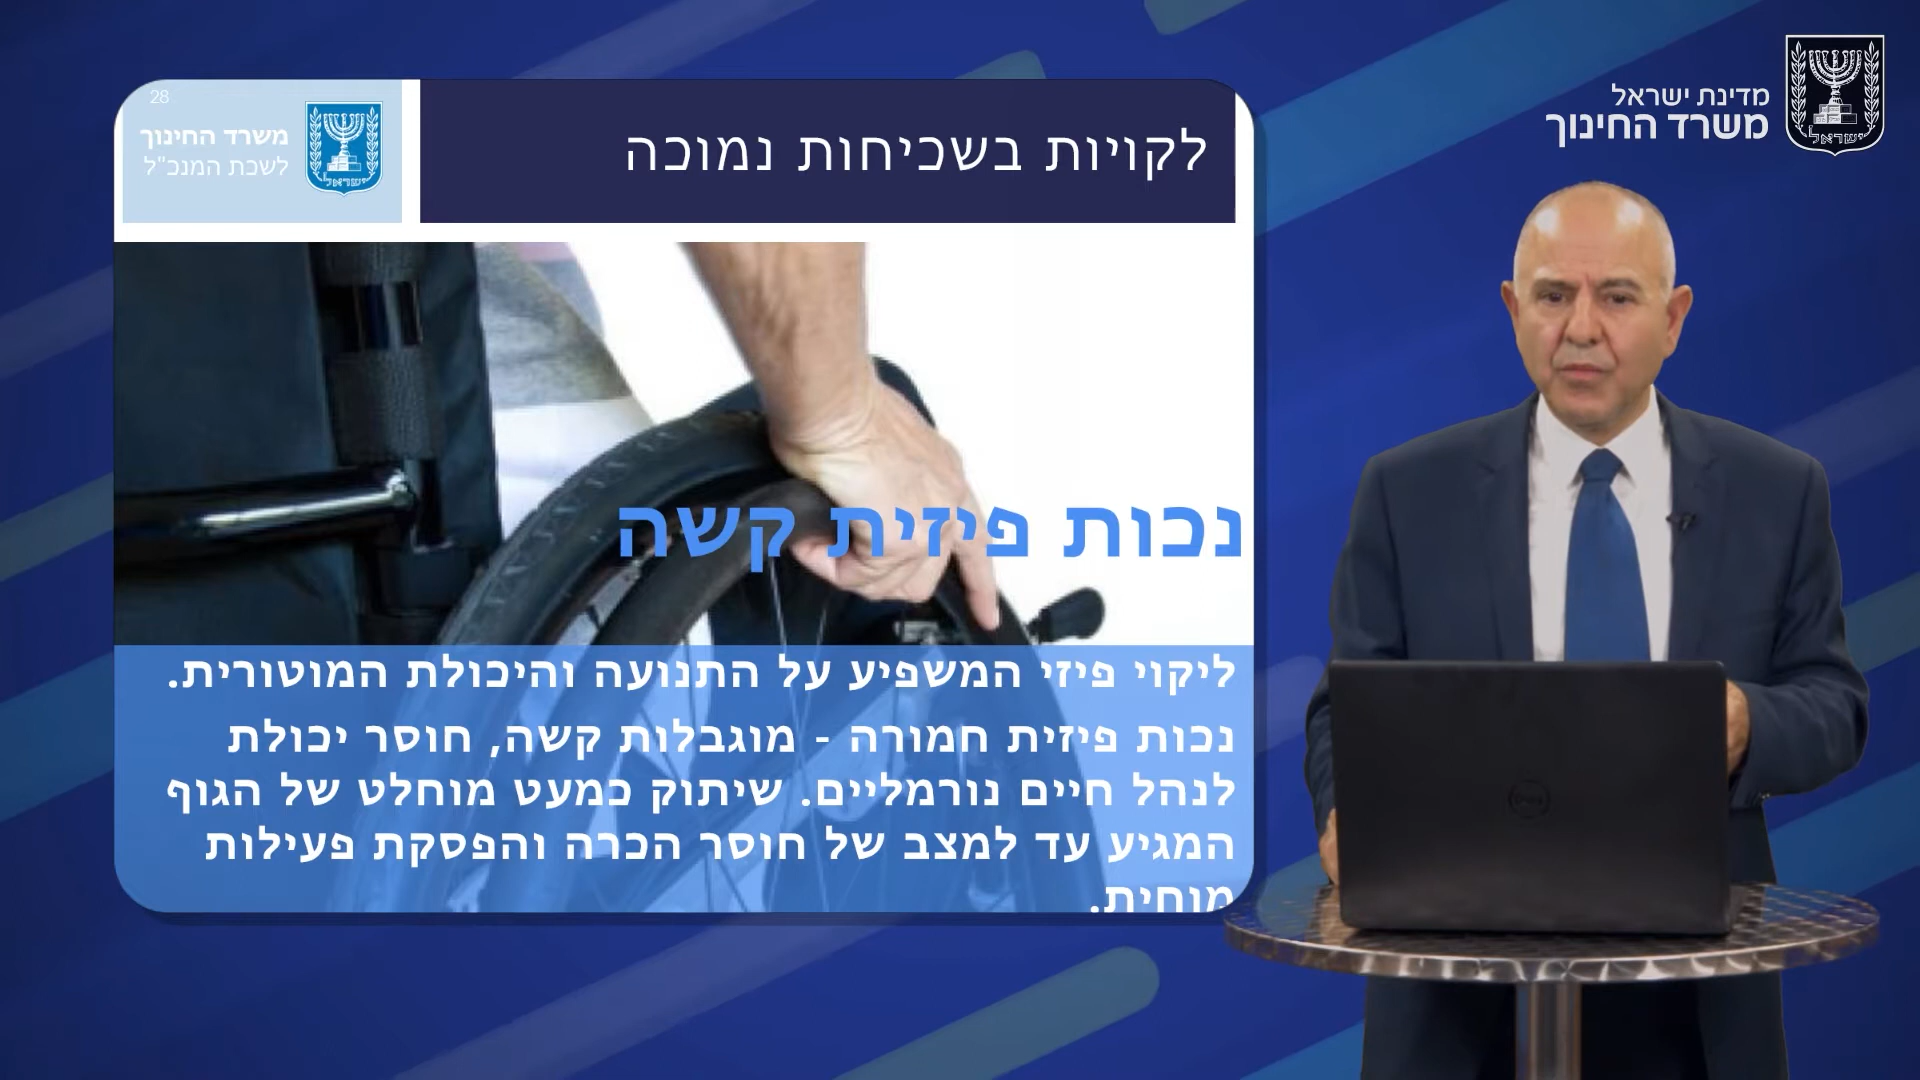 מדינת ישראל
משרד החינוך
ישראל
28
משרד החינוך
לשכת המנכ"ל
ישראל
לקויות בשכיחות נמוכה
נכות פיזית קשה
ליקוי פיזי המשפיע על התנועה והיכולת המוטורית.
נכות פיזית חמורה - מוגבלות קשה, חוסר יכולת
לנהל חיים נורמליים. שיתוק כמעט מוחלט של הגוף
המגיע עד למצב של חוסר הכרה והפסקת פעילות
מוחית.
DELL